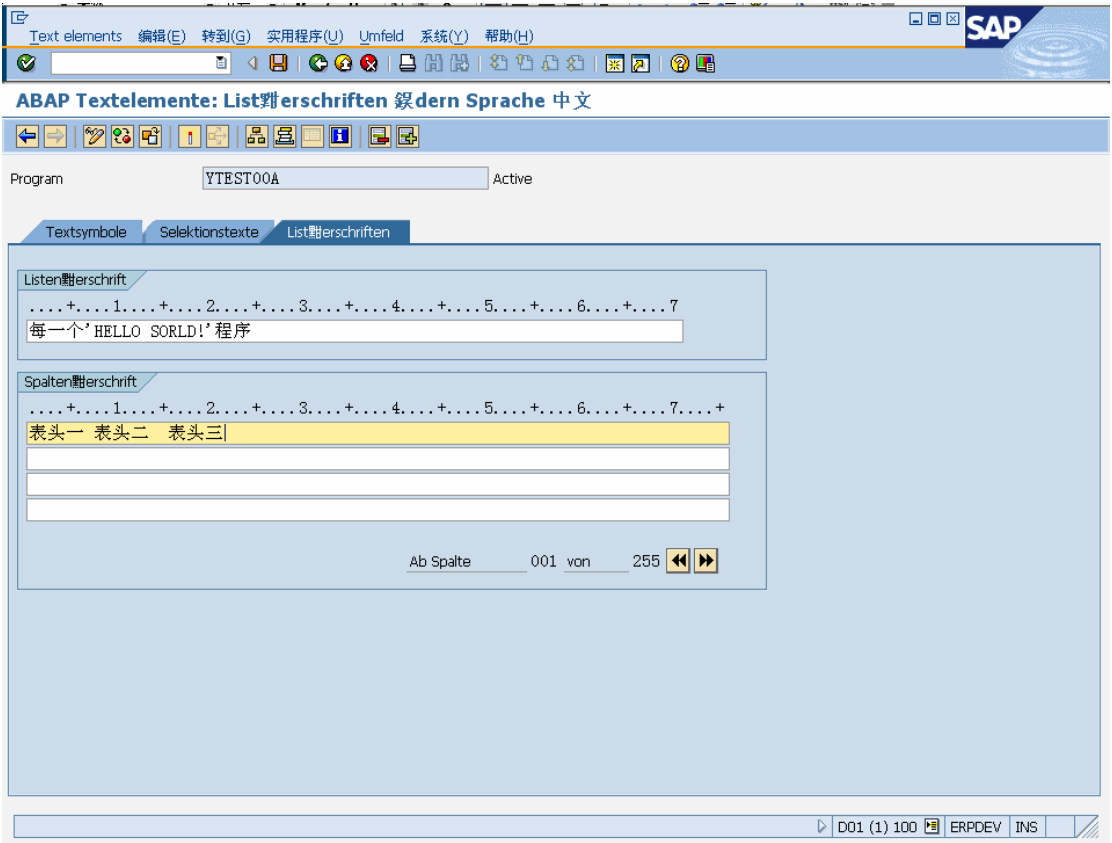 Text elements 编辑(E) 转到(G) 实用程序(U) Umfeld 系统(Y) 帮助(H)
SAP
ABAP Textelemente: List黚erschriften 鋘dern Sprache 中文
Program YTEST00A Active
Textsymbole Selektionstexte List黚erschriften
Listen黚erschrift
....+....1....+....2....+....3....+....4....+....5....+....6....+....7
每一个'HELLO SORLD!'程序
Spalten黚erschrift
....+....1....+....2....+....3....+....4....+....5....+....6....+....7....+
表头一 表头二 表头三
Ab Spalte 001 von 255
D01 (1) 100 ERPDEV INS